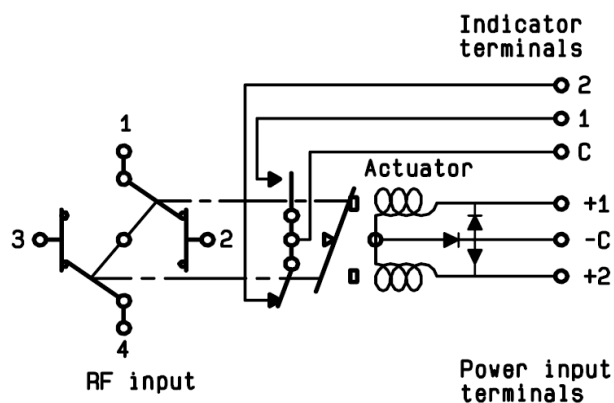 Indicator
terminals
2
1
C
1
Actuator
+1
3
2
-C
+2
4
RF input
Power input
terminals